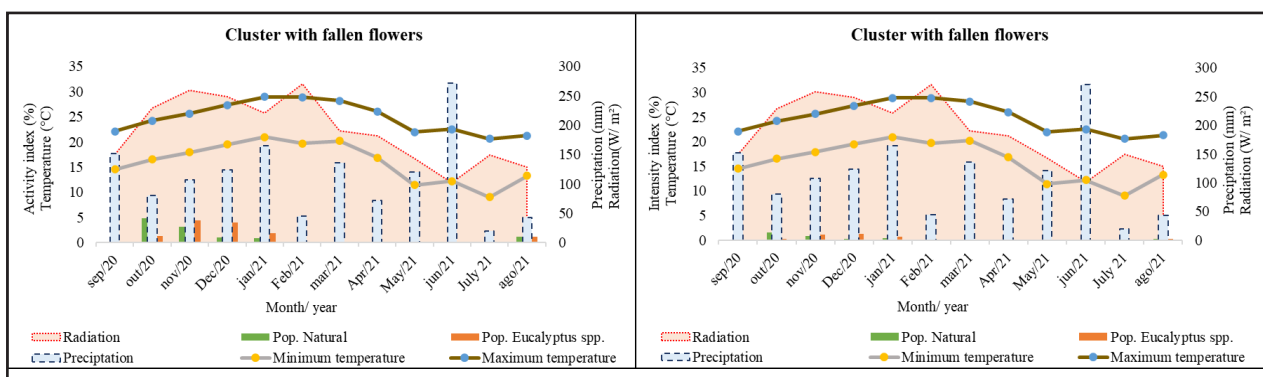 Cluster with fallen flowers
35
30
25
20
15
10
5
0
Activity index (%)
Temperature (°C)
300
250
200
150
100
50
0
Preciptation (mm)
Radiation(W/ m²)
sep/20
out/20
nov/20
Dec/20
jan/21
Feb/21
mar/21
Apr/21
May/21
jun/21
July 21
ago/21
Month/ year
Radiation
Pop. Natural
Pop. Eucalyptus spp.
Preciptation
Minimum temperature
Maximum temperature
Cluster with fallen flowers
35
30
25
20
15
10
5
0
Intensity index (%)
Temperature (°C)
300
250
200
150
100
50
0
Preciptation (mm)
Radiation (W/ m²)
sep/20
out/20
nov/20
Dec/20
jan/21
Feb/21
mar/21
Apr/21
May/21
jun/21
July 21
ago/21
Month/ year
Radiation
Pop. Natural
Pop. Eucalyptus spp.
Preciptation
Minimum temperature
Maximum temperature